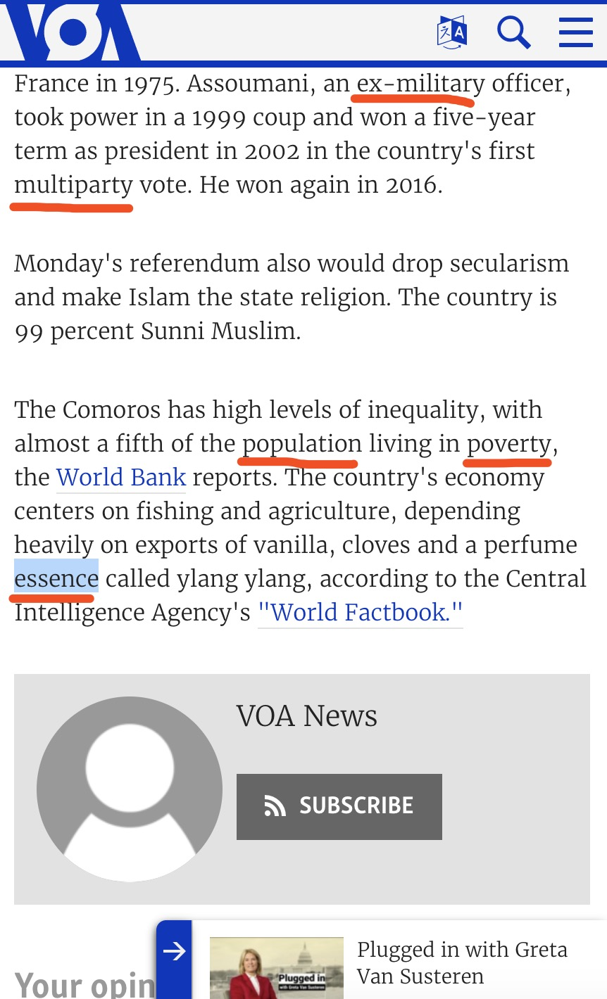 VOA
France in 1975. Assoumani, an ex-military officer,
took power in a 1999 coup and won a five-year
term as president in 2002 in the country's first
multiparty vote. He won again in 2016.
Monday's referendum also would drop secularism
and make Islam the state religion. The country is
99 percent Sunni Muslim.
The Comoros has high levels of inequality, with
almost a fifth of the population living in poverty,
the World Bank reports. The country's economy
centers on fishing and agriculture, depending
heavily on exports of vanilla, cloves and a perfume
essence called ylang ylang, according to the Central
Intelligence Agency's "World Factbook."
VOA News
SUBSCRIBE
Plugged in with Greta
Van Susteren
Plugged in
with Greta Van Susteren
Your opin